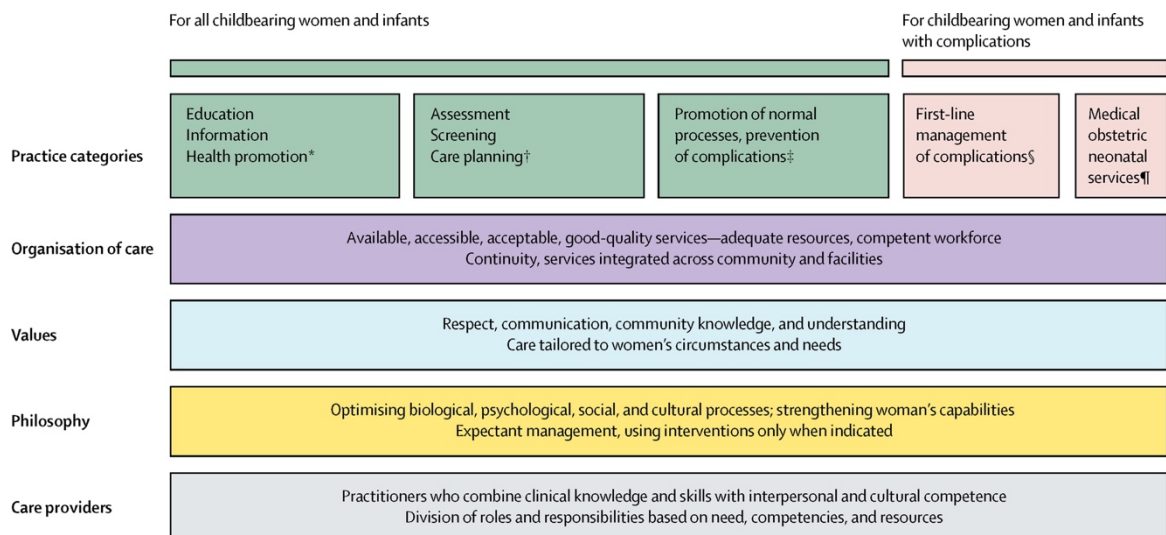 For all childbearing women and infants
For childbearing women and infants
with complications
Practice categories
Education
Information
Health promotion*
Assessment
Screening
Care planning†
Promotion of normal
processes, prevention
of complications‡
First-line
management
of complications§
Medical
obstetric
neonatal
services¶
Organisation of care
Available, accessible, acceptable, good-quality services—adequate resources, competent workforce
Continuity, services integrated across community and facilities
Values
Respect, communication, community knowledge, and understanding
Care tailored to women's circumstances and needs
Philosophy
Optimising biological, psychological, social, and cultural processes; strengthening woman's capabilities
Expectant management, using interventions only when indicated
Care providers
Practitioners who combine clinical knowledge and skills with interpersonal and cultural competence
Division of roles and responsibilities based on need, competencies, and resources